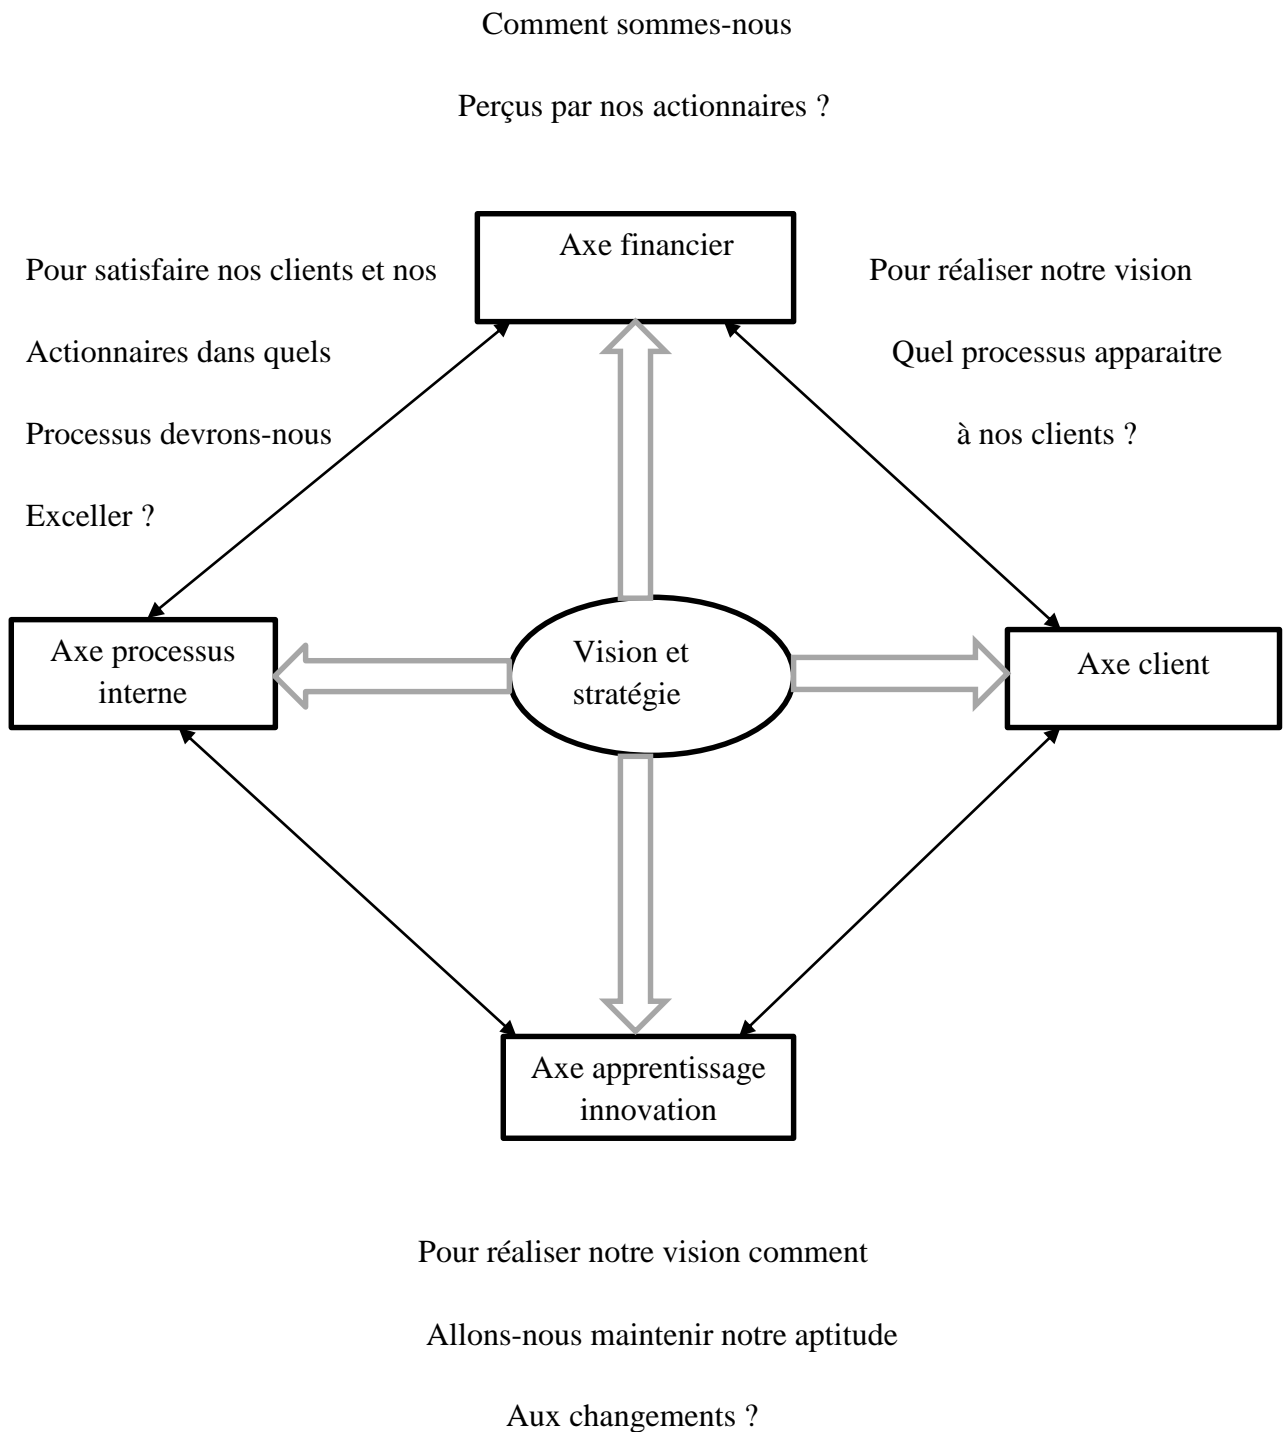 Comment sommes-nous
Perçus par nos actionnaires ?
Axe financier
Pour satisfaire nos clients et nos
Actionnaires dans quels
Processus devrons-nous
Exceller ?
Pour réaliser notre vision
Quel processus apparaitre
à nos clients ?
Axe processus
interne
Vision et
stratégie
Axe client
Axe apprentissage
innovation
Pour réaliser notre vision comment
Allons-nous maintenir notre aptitude
Aux changements ?